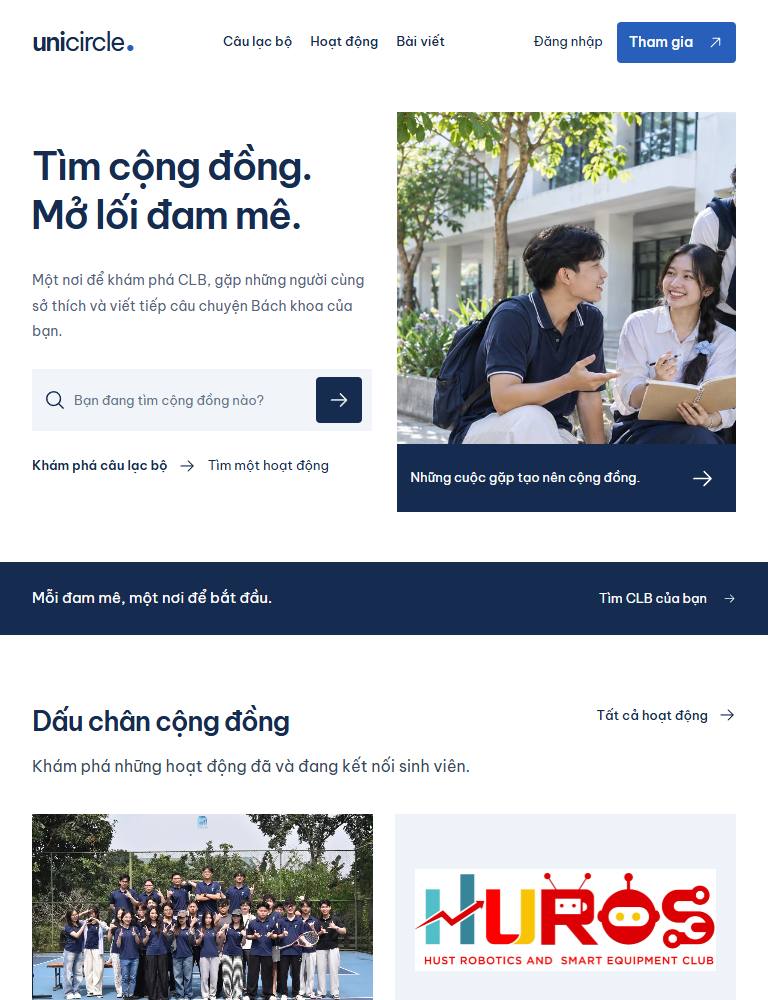 unicircle.
Câu lạc bộ
Hoạt động
Bài viết
Đăng nhập
Tham gia
Tìm cộng đồng.
Mở lối đam mê.
Một nơi để khám phá CLB, gặp những người cùng
sở thích và viết tiếp câu chuyện Bách khoa của
bạn.
Bạn đang tìm cộng đồng nào?
Khám phá câu lạc bộ
Tìm một hoạt động
Những cuộc gặp tạo nên cộng đồng.
Mỗi đam mê, một nơi để bắt đầu.
Tìm CLB của bạn
Dấu chân cộng đồng
Tất cả hoạt động
Khám phá những hoạt động đã và đang kết nối sinh viên.
HUROS
HUST ROBOTICS AND SMART EQUIPMENT CLUB